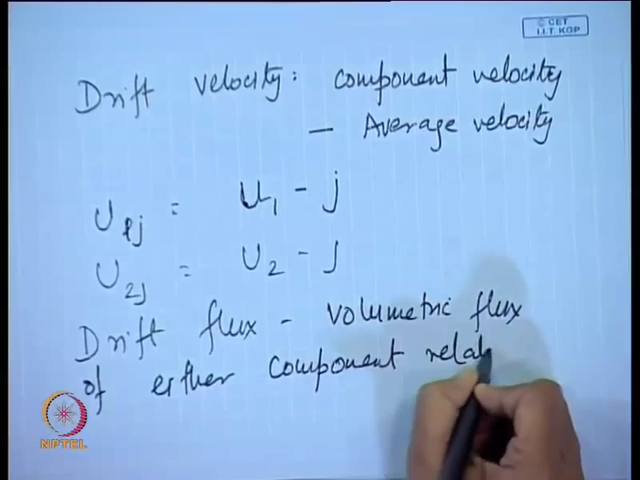 © CET
I.I.T. KGP
Drift velocity: component velocity
— Average velocity
U1j = U1 - j
U2j = U2 - j
Drift flux - volumetric flux
of either component relat
NPTEL